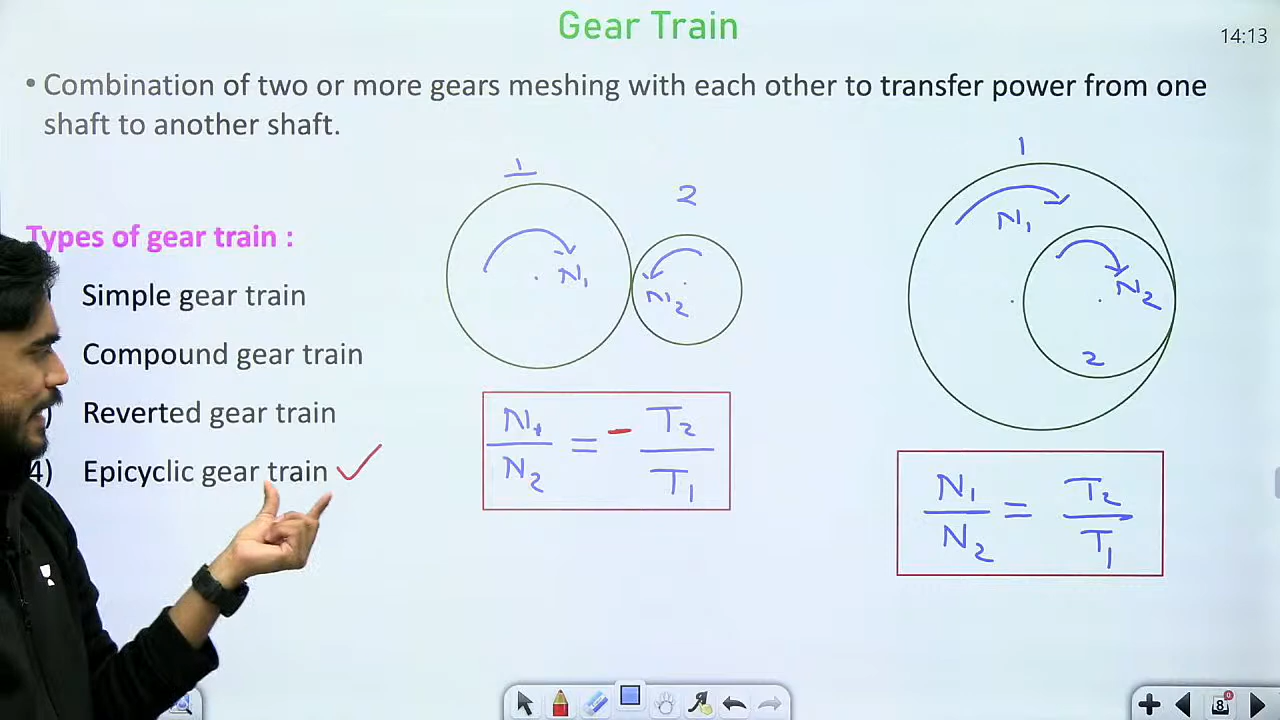 Gear Train
14:13
• Combination of two or more gears meshing with each other to transfer power from one
shaft to another shaft.
1
2
N₁
N₂
1
N₁
N₂
2
Types of gear train :
Simple gear train
Compound gear train
) Reverted gear train
4) Epicyclic gear train ✓
N₁/N₂ = - T₂/T₁
N₁/N₂ = T₂/T₁
8
0